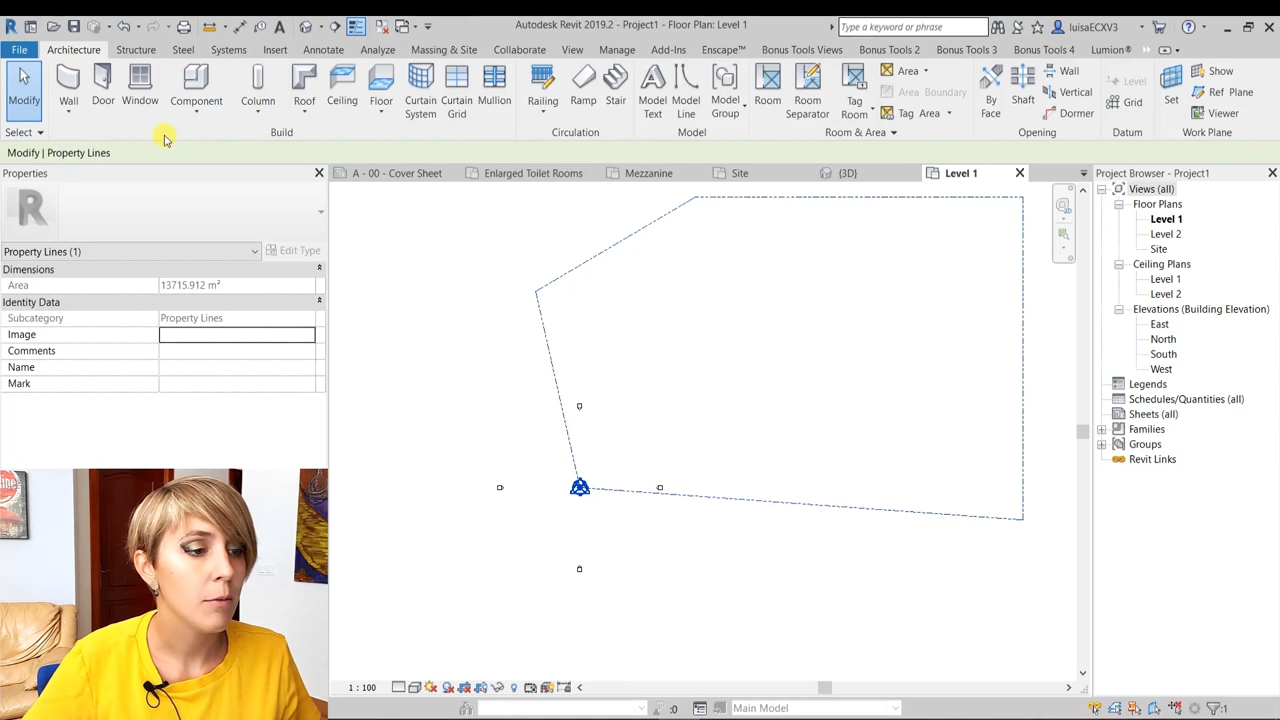 Autodesk Revit 2019.2 - Project1 - Floor Plan: Level 1
Type a keyword or phrase
luisaECXV3
File Architecture Structure Steel Systems Insert Annotate Analyze Massing & Site Collaborate View Manage Add-Ins Enscape™ Bonus Tools Views Bonus Tools 2 Bonus Tools 3 Bonus Tools 4 Lumion®
Modify Wall Door Window Component Column Roof Ceiling Floor Curtain System Curtain Grid Mullion Railing Ramp Stair Model Text Model Line Model Group Room Room Separator Tag Room Area Area Boundary Tag Area By Face Shaft Wall Vertical Dormer Level Grid Set Show Ref Plane Viewer
Select Build Circulation Model Room & Area Opening Datum Work Plane
Modify | Property Lines
Properties
A - 00 - Cover Sheet Enlarged Toilet Rooms Mezzanine Site {3D} Level 1
Project Browser - Project1
R
Property Lines (1) Edit Type
Dimensions
Area 13715.912 m²
Identity Data
Subcategory Property Lines
Image
Comments
Name
Mark
Views (all)
Floor Plans
Level 1
Level 2
Site
Ceiling Plans
Level 1
Level 2
Elevations (Building Elevation)
East
North
South
West
Legends
Schedules/Quantities (all)
Sheets (all)
Families
Groups
Revit Links
1 : 100
:0 Main Model :1